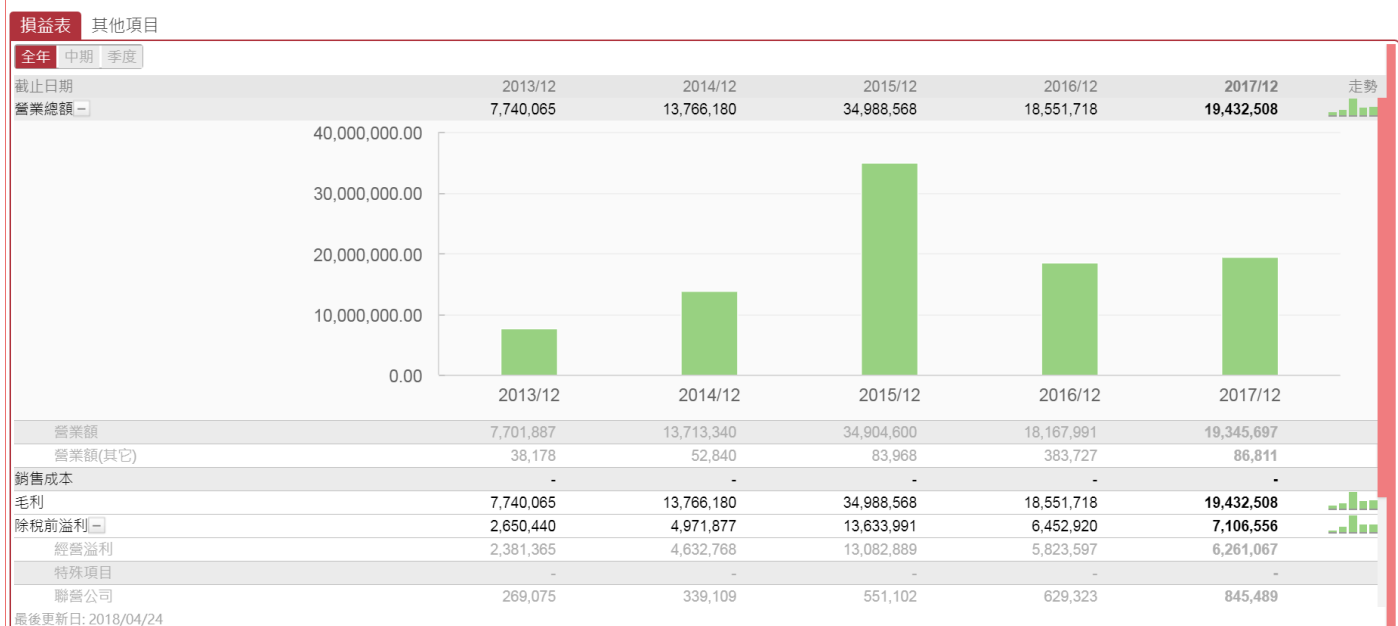 損益表 其他項目
全年 中期 季度
截止日期 2013/12 2014/12 2015/12 2016/12 2017/12 走勢
營業總額 7,740,065 13,766,180 34,988,568 18,551,718 19,432,508
40,000,000.00
30,000,000.00
20,000,000.00
10,000,000.00
0.00
2013/12 2014/12 2015/12 2016/12 2017/12
營業額 7,701,887 13,713,340 34,904,600 18,167,991 19,345,697
營業額(其它) 38,178 52,840 83,968 383,727 86,811
銷售成本 - - - - -
毛利 7,740,065 13,766,180 34,988,568 18,551,718 19,432,508
除稅前溢利 2,650,440 4,971,877 13,633,991 6,452,920 7,106,556
經營溢利 2,381,365 4,632,768 13,082,889 5,823,597 6,261,067
特殊項目 - - - - -
聯營公司 269,075 339,109 551,102 629,323 845,489
最後更新日: 2018/04/24